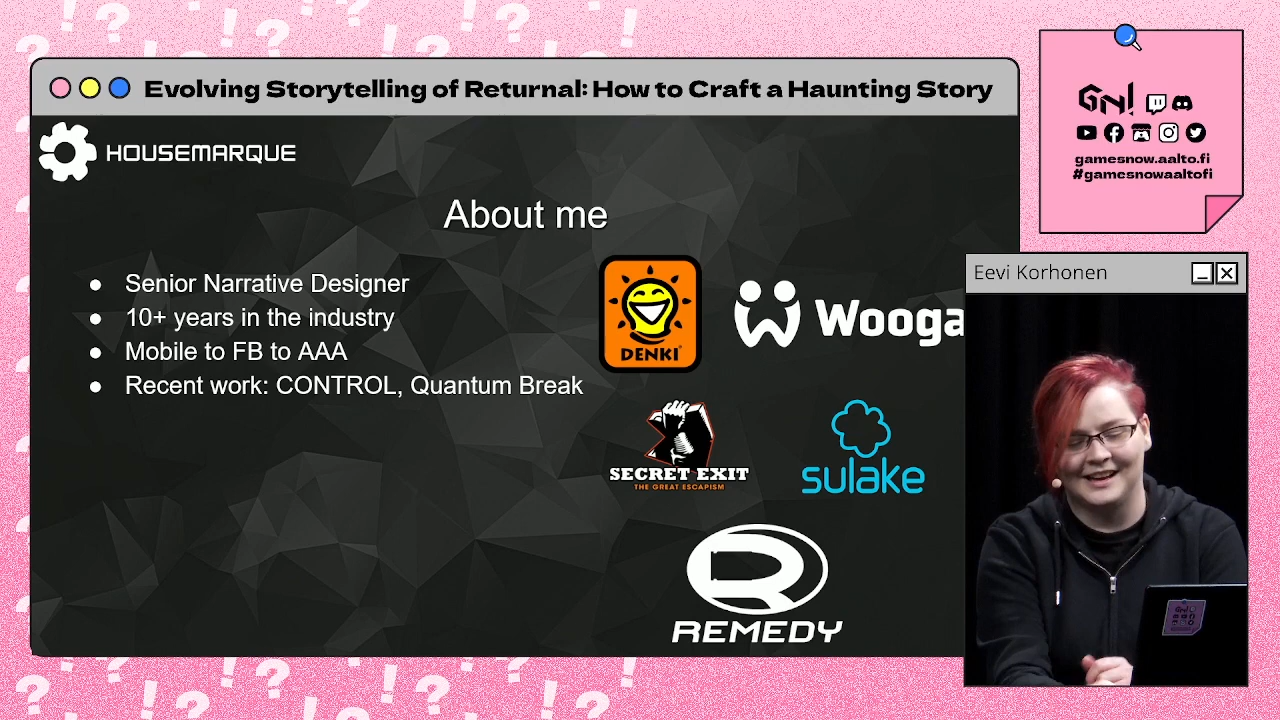 Evolving Storytelling of Returnal: How to Craft a Haunting Story
HOUSEMARQUE
About me
Senior Narrative Designer
10+ years in the industry
Mobile to FB to AAA
Recent work: CONTROL, Quantum Break
DENKI
Wooga
SECRET EXIT
THE GREAT ESCAPISM
sulake
REMEDY
GN!
gamesnow.aalto.fi
#gamesnowaaltofi
Eevi Korhonen
GN!